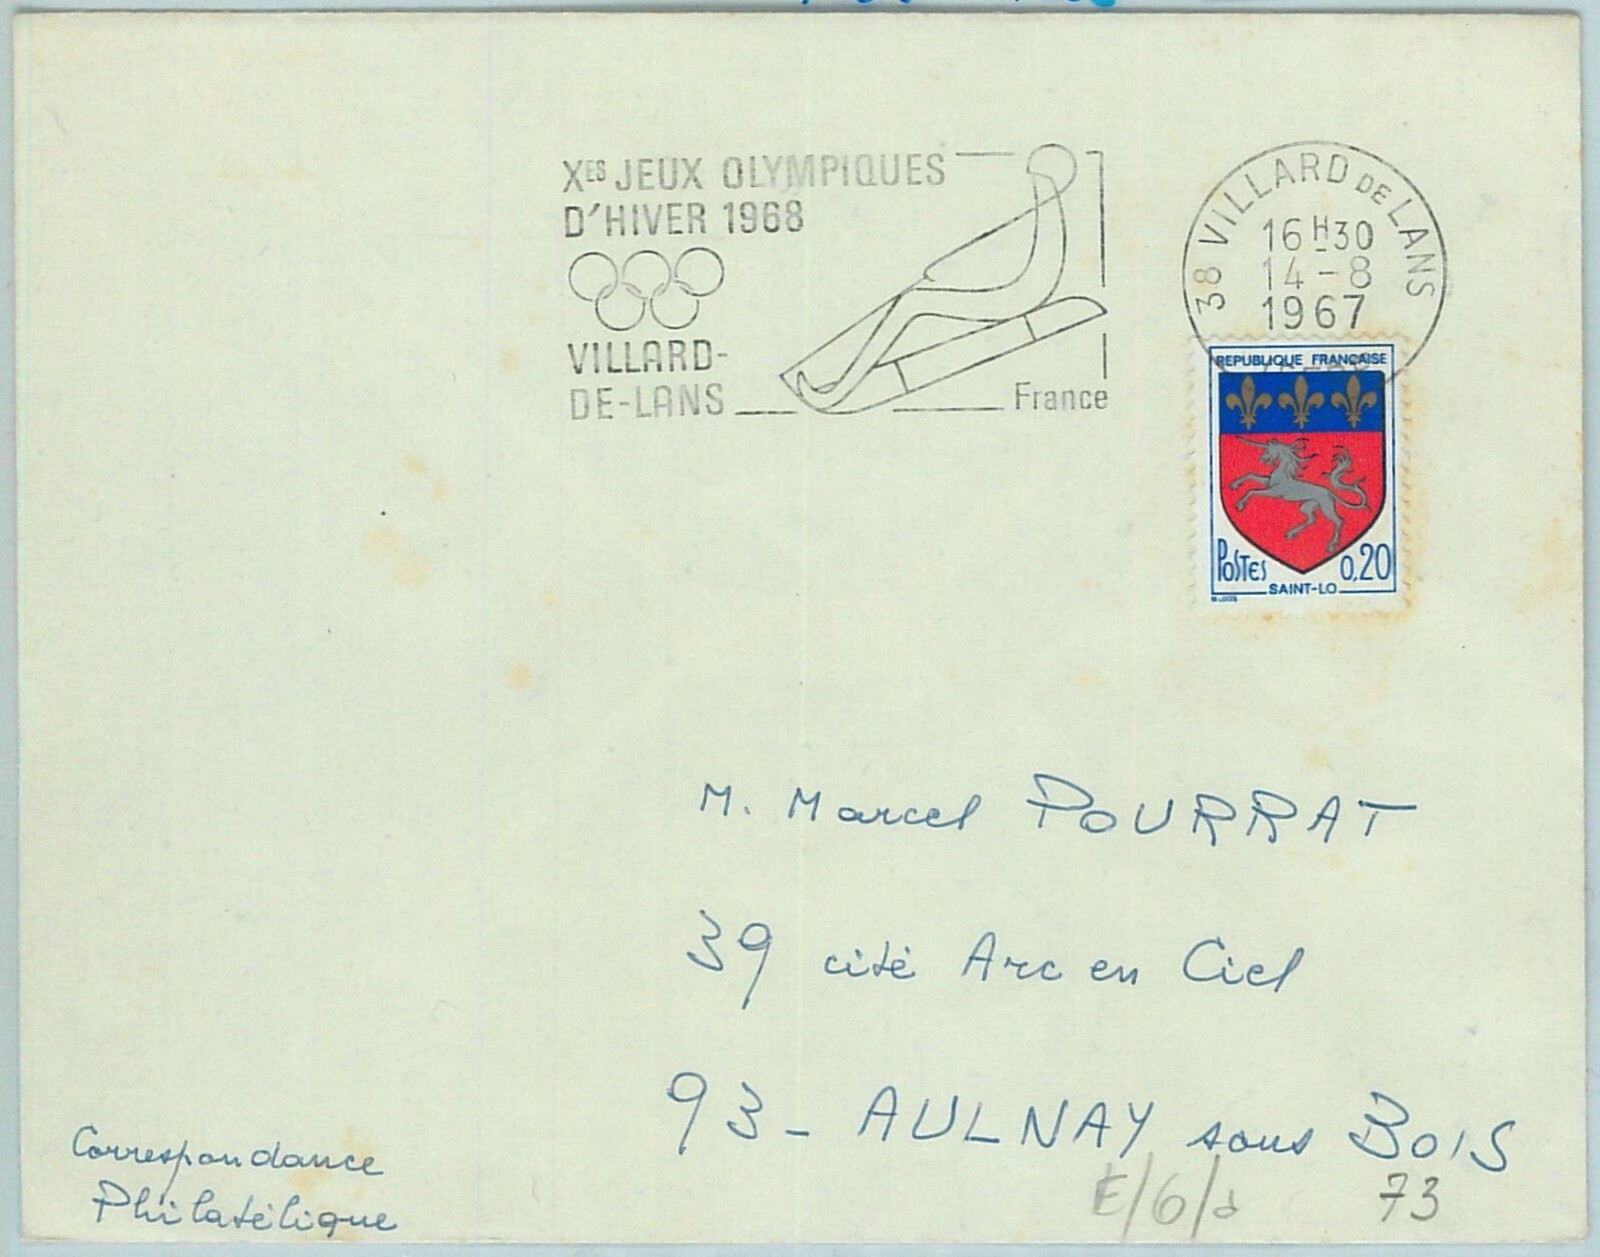 Xes JEUX OLYMPIQUES
D'HIVER 1968
VILLARD-
DE-LANS
France
38 VILLARD DE LANS
16H30
14-8
1967
REPUBLIQUE FRANCAISE
POSTES 0,20
SAINT-LO
M. Marcel POURRAT
39 cité Arc en Ciel
93 - AULNAY sous BOIS
Correspondance
Philatélique
73